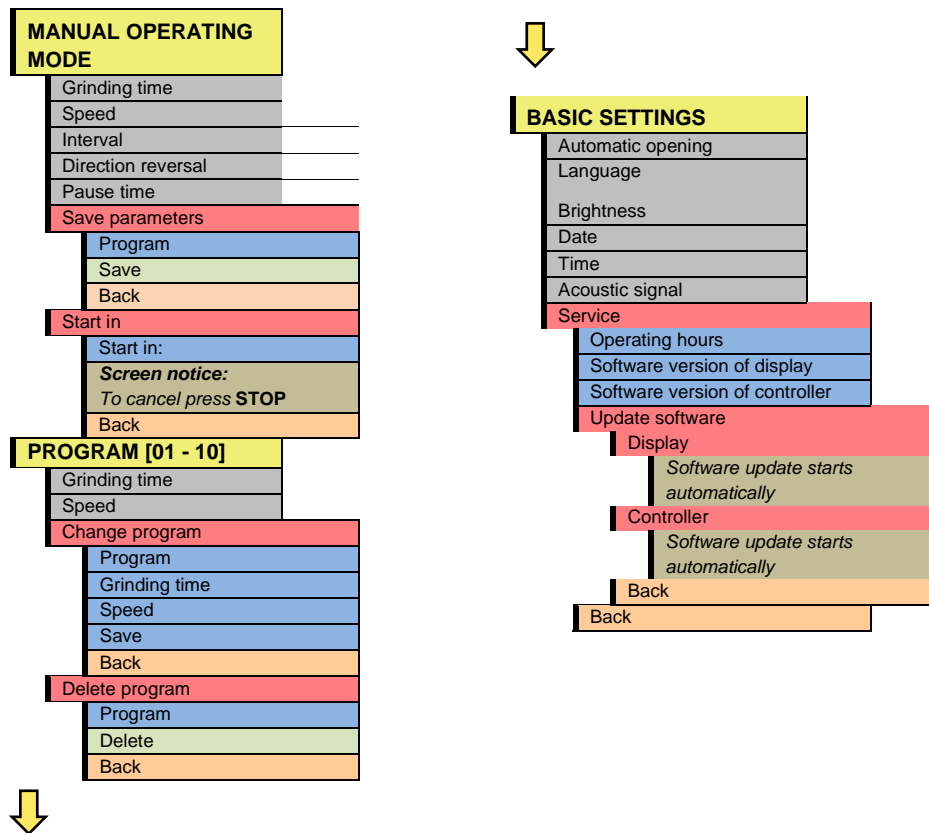 MANUAL OPERATING
MODE
Grinding time
Speed
Interval
Direction reversal
Pause time
Save parameters
Program
Save
Back
Start in
Start in:
Screen notice:
To cancel press STOP
Back
PROGRAM [01 - 10]
Grinding time
Speed
Change program
Program
Grinding time
Speed
Save
Back
Delete program
Program
Delete
Back
BASIC SETTINGS
Automatic opening
Language
Brightness
Date
Time
Acoustic signal
Service
Operating hours
Software version of display
Software version of controller
Update software
Display
Software update starts
automatically
Controller
Software update starts
automatically
Back
Back